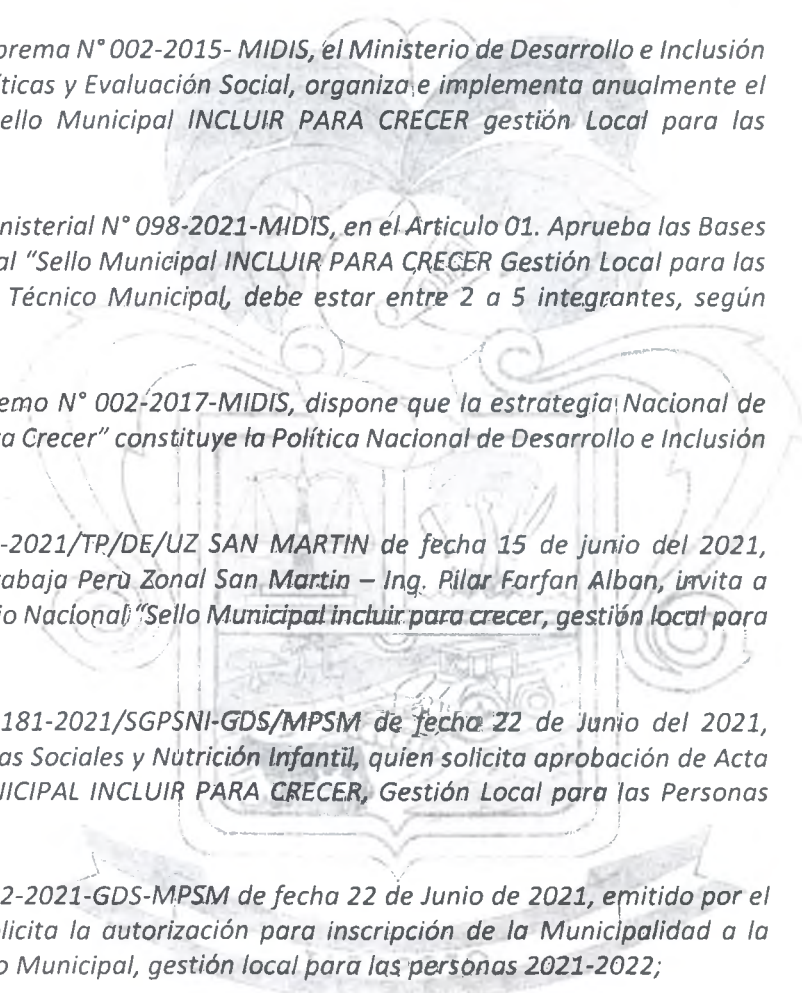 prema N° 002-2015- MIDIS, el Ministerio de Desarrollo e Inclusión
íticas y Evaluación Social, organiza e implementa anualmente el
ello Municipal INCLUIR PARA CRECER gestión Local para las
nisterial N° 098-2021-MIDIS, en el Articulo 01. Aprueba las Bases
al "Sello Municipal INCLUIR PARA CRECER Gestión Local para las
Técnico Municipal, debe estar entre 2 a 5 integrantes, según
emo N° 002-2017-MIDIS, dispone que la estrategia Nacional de
ra Crecer" constituye la Política Nacional de Desarrollo e Inclusión
-2021/TP/DE/UZ SAN MARTIN de fecha 15 de junio del 2021,
rabaja Perù Zonal San Martin – Ing. Pilar Farfan Alban, invita a
io Nacional "Sello Municipal incluir para crecer, gestión local para
181-2021/SGPSNI-GDS/MPSM de fecha 22 de Junio del 2021,
as Sociales y Nutrición Infantil, quien solicita aprobación de Acta
NICIPAL INCLUIR PARA CRECER, Gestión Local para las Personas
2-2021-GDS-MPSM de fecha 22 de Junio de 2021, emitido por el
licita la autorización para inscripción de la Municipalidad a la
o Municipal, gestión local para las personas 2021-2022;